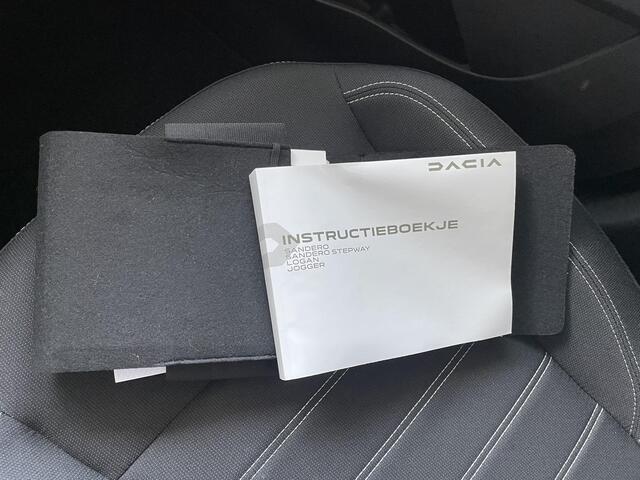 DACIA
INSTRUCTIEBOEKJE
SANDERO
SANDERO STEPWAY
LOGAN
JOGGER